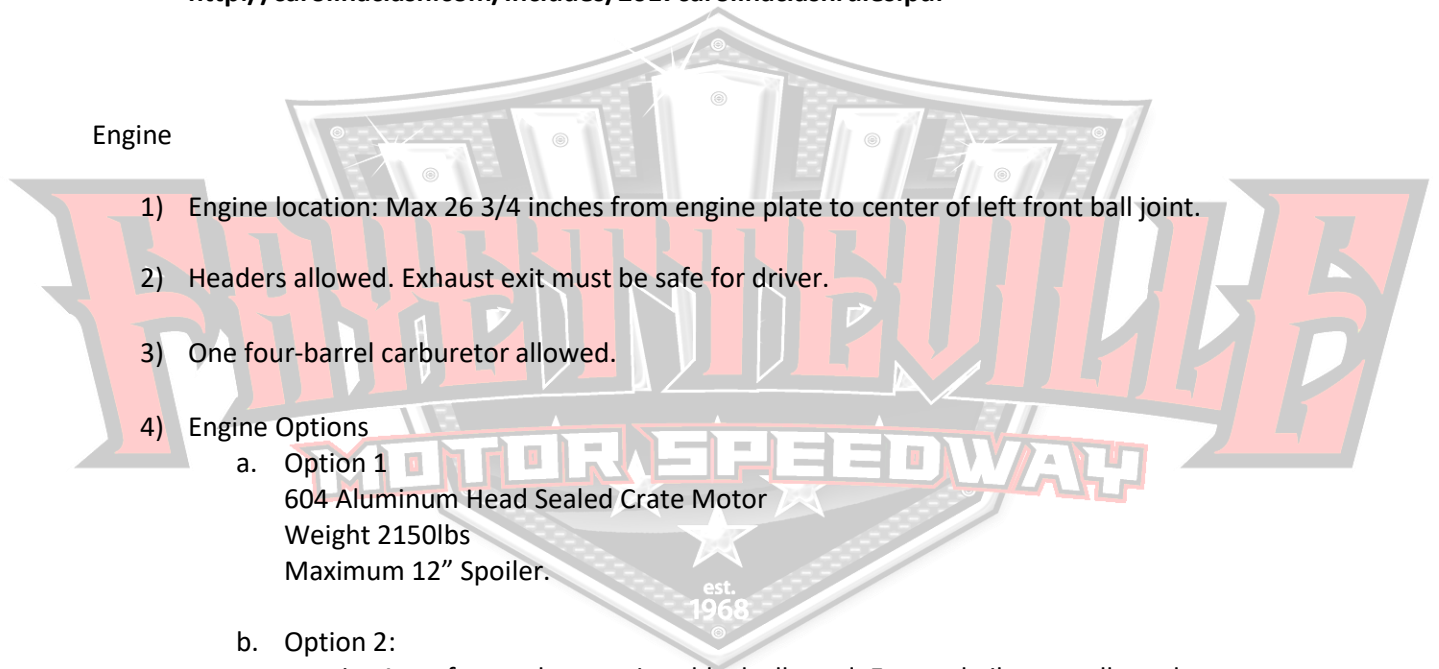 Engine
1) Engine location: Max 26 3/4 inches from engine plate to center of left front ball joint.
2) Headers allowed. Exhaust exit must be safe for driver.
3) One four-barrel carburetor allowed.
4) Engine Options
a. Option 1
604 Aluminum Head Sealed Crate Motor
Weight 2150lbs
Maximum 12” Spoiler.
b. Option 2:
FAYETTEVILLE
MOTOR SPEEDWAY
est.
1968